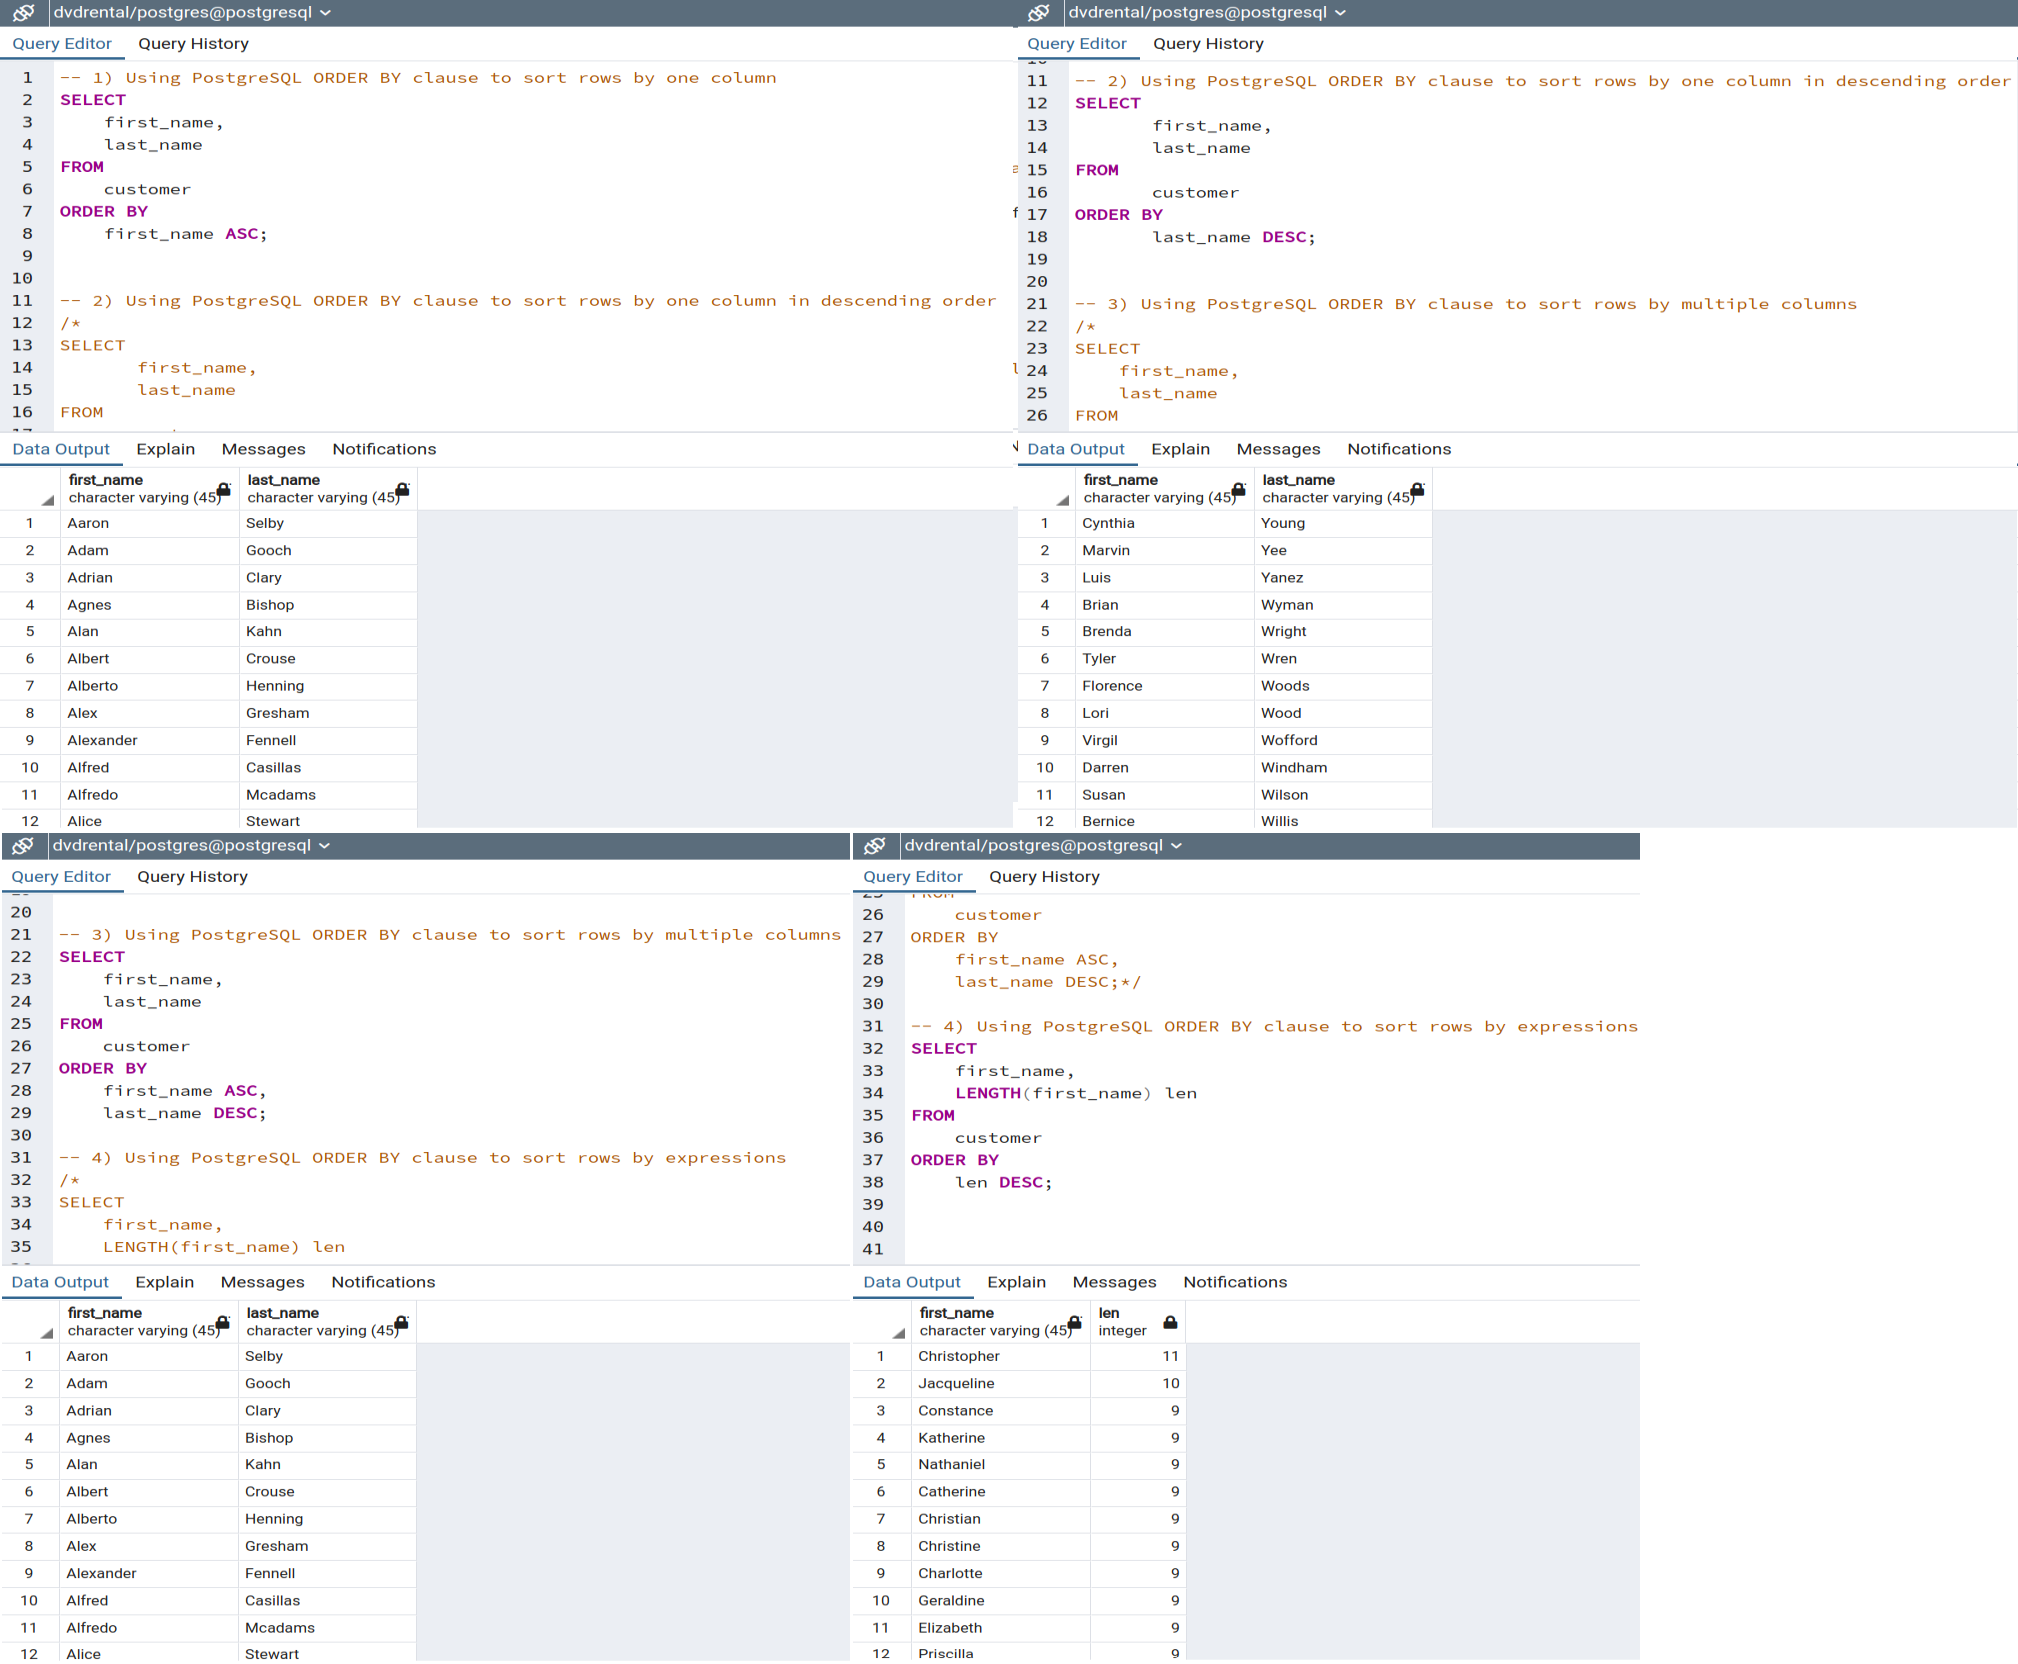 dvdrental/postgres@postgresql
Query Editor Query History
1 -- 1) Using PostgreSQL ORDER BY clause to sort rows by one column
2 SELECT
3 first_name,
4 last_name
5 FROM
6 customer
7 ORDER BY
8 first_name ASC;
9
10
11 -- 2) Using PostgreSQL ORDER BY clause to sort rows by one column in descending order
12 /*
13 SELECT
14 first_name,
15 last_name
16 FROM
Data Output Explain Messages Notifications
first_name last_name
character varying (45) character varying (45)
1 Aaron Selby
2 Adam Gooch
3 Adrian Clary
4 Agnes Bishop
5 Alan Kahn
6 Albert Crouse
7 Alberto Henning
8 Alex Gresham
9 Alexander Fennell
10 Alfred Casillas
11 Alfredo Mcadams
12 Alice Stewart
dvdrental/postgres@postgresql
Query Editor Query History
11 -- 2) Using PostgreSQL ORDER BY clause to sort rows by one column in descending order
12 SELECT
13 first_name,
14 last_name
15 FROM
16 customer
17 ORDER BY
18 last_name DESC;
19
20
21 -- 3) Using PostgreSQL ORDER BY clause to sort rows by multiple columns
22 /*
23 SELECT
24 first_name,
25 last_name
26 FROM
Data Output Explain Messages Notifications
first_name last_name
character varying (45) character varying (45)
1 Cynthia Young
2 Marvin Yee
3 Luis Yanez
4 Brian Wyman
5 Brenda Wright
6 Tyler Wren
7 Florence Woods
8 Lori Wood
9 Virgil Wofford
10 Darren Windham
11 Susan Wilson
12 Bernice Willis
dvdrental/postgres@postgresql
Query Editor Query History
20
21 -- 3) Using PostgreSQL ORDER BY clause to sort rows by multiple columns
22 SELECT
23 first_name,
24 last_name
25 FROM
26 customer
27 ORDER BY
28 first_name ASC,
29 last_name DESC;
30
31 -- 4) Using PostgreSQL ORDER BY clause to sort rows by expressions
32 /*
33 SELECT
34 first_name,
35 LENGTH(first_name) len
Data Output Explain Messages Notifications
first_name last_name
character varying (45) character varying (45)
1 Aaron Selby
2 Adam Gooch
3 Adrian Clary
4 Agnes Bishop
5 Alan Kahn
6 Albert Crouse
7 Alberto Henning
8 Alex Gresham
9 Alexander Fennell
10 Alfred Casillas
11 Alfredo Mcadams
12 Alice Stewart
dvdrental/postgres@postgresql
Query Editor Query History
26 customer
27 ORDER BY
28 first_name ASC,
29 last_name DESC;*/
30
31 -- 4) Using PostgreSQL ORDER BY clause to sort rows by expressions
32 SELECT
33 first_name,
34 LENGTH(first_name) len
35 FROM
36 customer
37 ORDER BY
38 len DESC;
39
40
41
Data Output Explain Messages Notifications
first_name len
character varying (45) integer
1 Christopher 11
2 Jacqueline 10
3 Constance 9
4 Katherine 9
5 Nathaniel 9
6 Catherine 9
7 Christian 9
8 Christine 9
9 Charlotte 9
10 Geraldine 9
11 Elizabeth 9
12 Priscilla 9